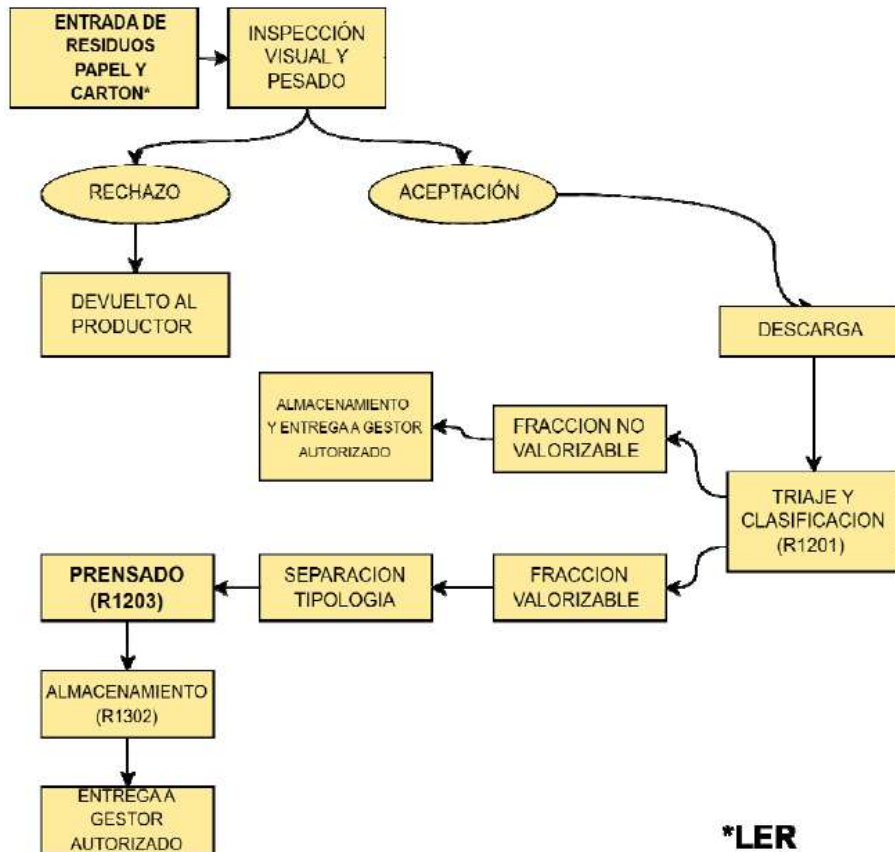 ENTRADA DE
RESIDUOS
PAPEL Y
CARTON*
INSPECCIÓN
VISUAL Y
PESADO
RECHAZO
ACEPTACIÓN
DEVUELTO AL
PRODUCTOR
DESCARGA
ALMACENAMIENTO
Y ENTREGA A GESTOR
AUTORIZADO
FRACCION NO
VALORIZABLE
TRIAJE Y
CLASIFICACION
(R1201)
PRENSADO
(R1203)
SEPARACION
TIPOLOGIA
FRACCION
VALORIZABLE
ALMACENAMIENTO
(R1302)
ENTREGA A
GESTOR
AUTORIZADO
*LER